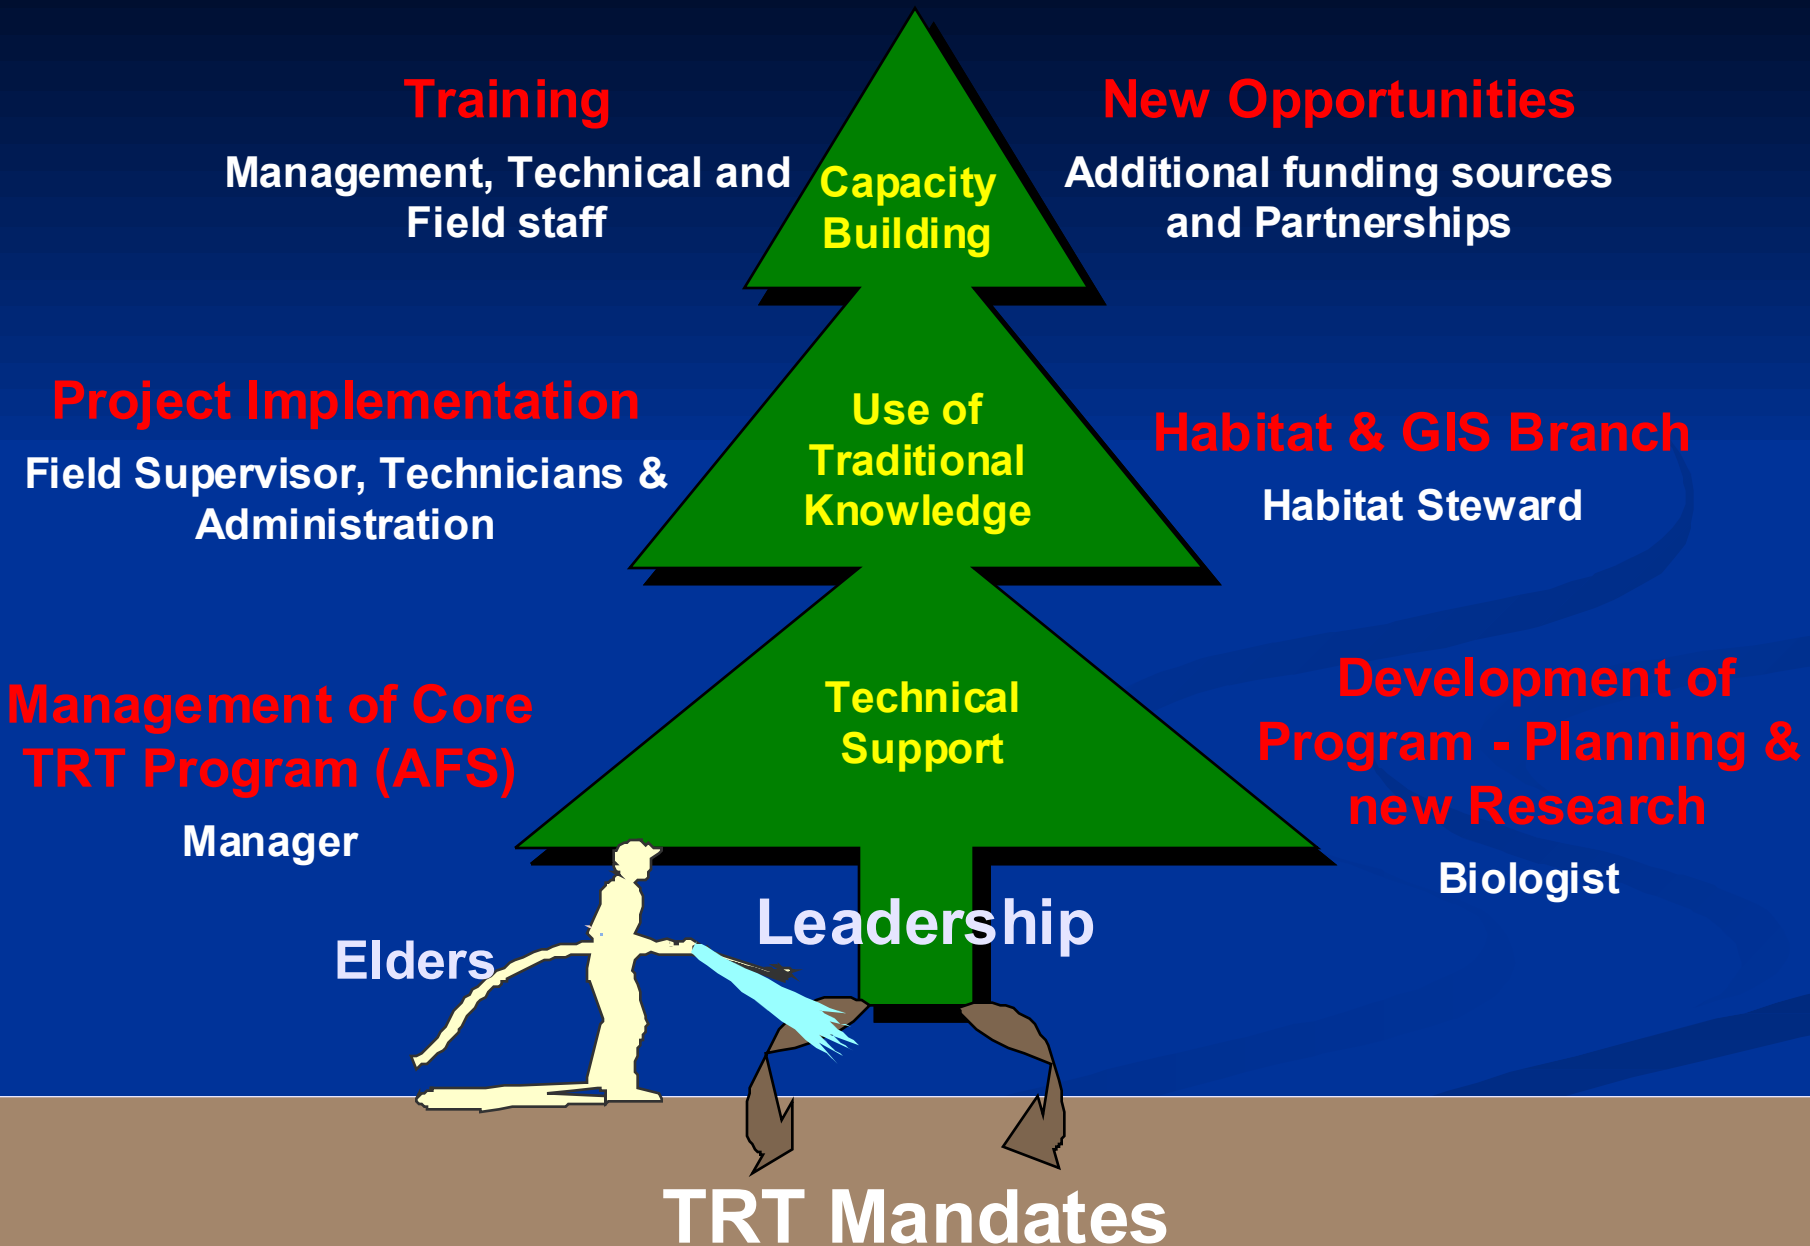 Training
Management, Technical and
Field staff
Capacity
Building
New Opportunities
Additional funding sources
and Partnerships
Project Implementation
Field Supervisor, Technicians &
Administration
Use of
Traditional
Knowledge
Habitat & GIS Branch
Habitat Steward
Management of Core
TRT Program (AFS)
Manager
Technical
Support
Development of
Program - Planning &
new Research
Biologist
Elders
Leadership
TRT Mandates